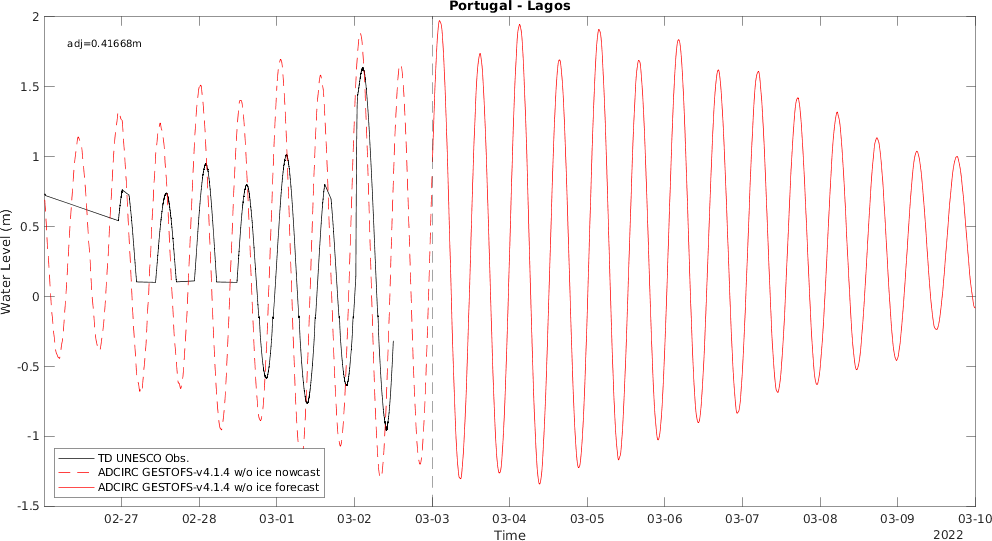 Portugal - Lagos
adj=0.41668m
Water Level (m)
2
1.5
1
0.5
0
-0.5
-1
-1.5
TD UNESCO Obs.
ADCIRC GESTOFS-v4.1.4 w/o ice nowcast
ADCIRC GESTOFS-v4.1.4 w/o ice forecast
02-27 02-28 03-01 03-02 03-03 03-04 03-05 03-06 03-07 03-08 03-09 03-10
Time
2022